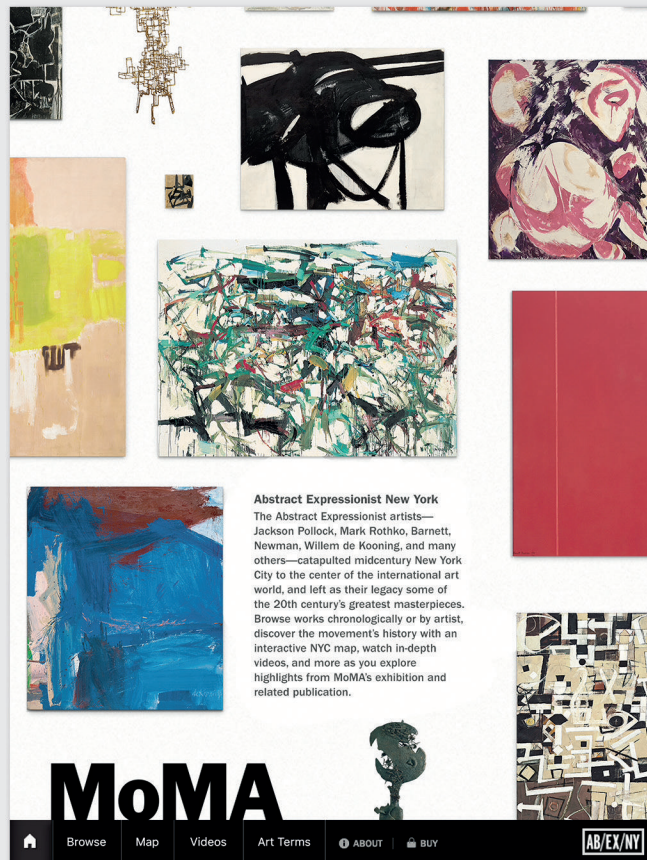 Abstract Expressionist New York
The Abstract Expressionist artists—
Jackson Pollock, Mark Rothko, Barnett,
Newman, Willem de Kooning, and many
others—catapulted midcentury New York
City to the center of the international art
world, and left as their legacy some of
the 20th century's greatest masterpieces.
Browse works chronologically or by artist,
discover the movement's history with an
interactive NYC map, watch in-depth
videos, and more as you explore
highlights from MoMA's exhibition and
related publication.
MoMA
Browse Map Videos Art Terms ABOUT BUY AB/EX/NY